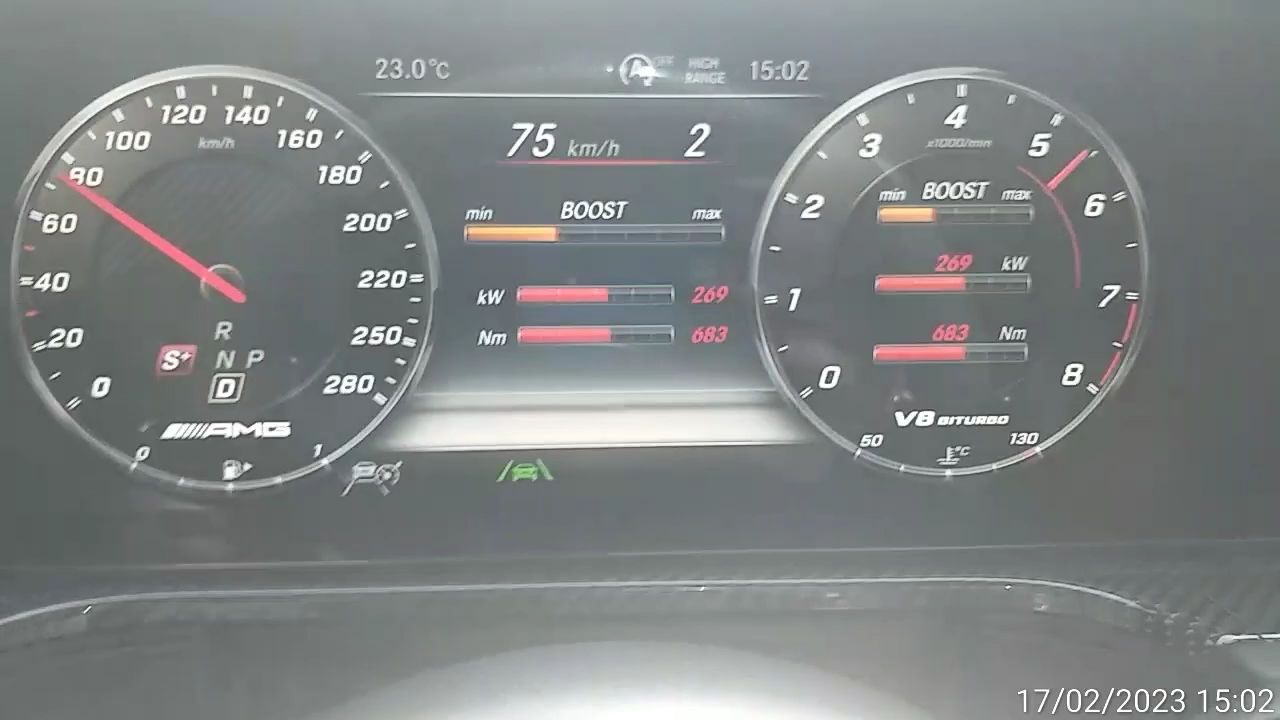 23.0°C
A OFF
HIGH RANGE
15:02
75 km/h 2
min BOOST max
kW 269
Nm 683
0 20 40 60 80 100 120 140 160 180 200 220 250 280
km/h
R
S+ N P
D
AMG
0 1
0 1 2 3 4 5 6 7 8
x1000/min
min BOOST max
269 kW
683 Nm
V8 BITURBO
50 °C 130
17/02/2023 15:02